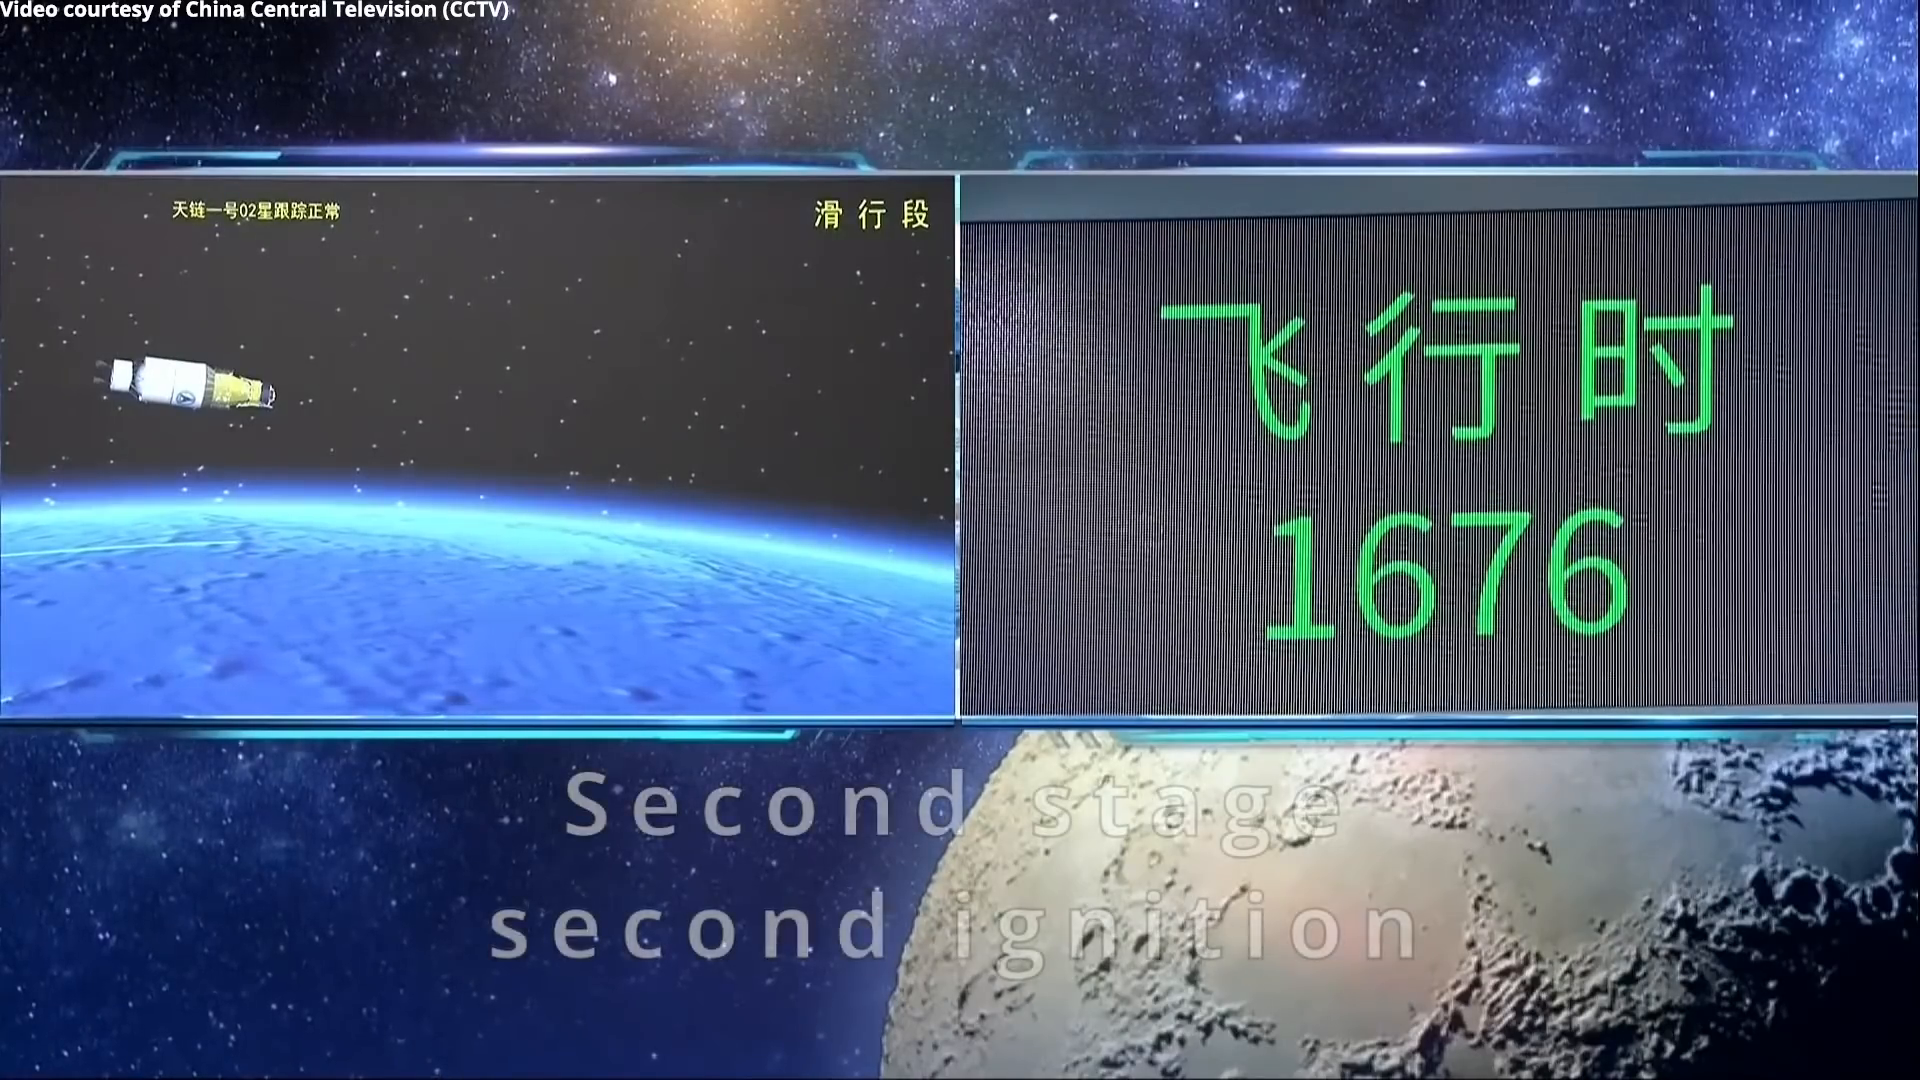 Video courtesy of China Central Television (CCTV)
天链一号02星跟踪正常
滑行段
飞行时
1676
Second stage
second ignition